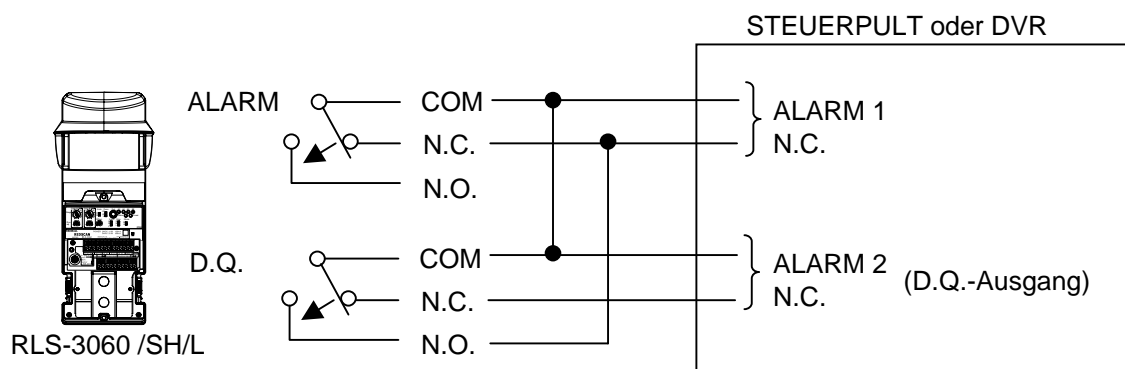 STEUERPULT oder DVR
ALARM
COM
N.C.
N.O.
ALARM 1
N.C.
D.Q.
COM
N.C.
N.O.
ALARM 2
N.C.
(D.Q.-Ausgang)
RLS-3060 /SH/L